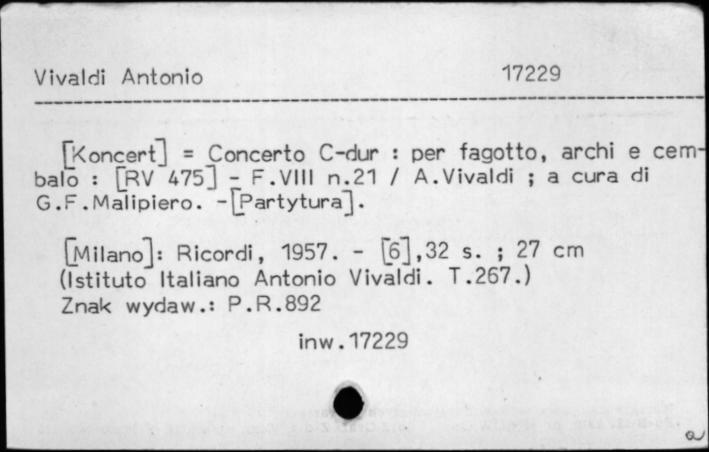 Vivaldi Antonio 17229
[Koncert] = Concerto C-dur : per fagotto, archi e cem-
balo : [RV 475] - F.VIII n.21 / A.Vivaldi ; a cura di
G.F.Malipiero. -[Partytura].
[Milano]: Ricordi, 1957. - [6],32 s. ; 27 cm
(Istituto Italiano Antonio Vivaldi. T.267.)
Znak wydaw.: P.R.892
inw.17229